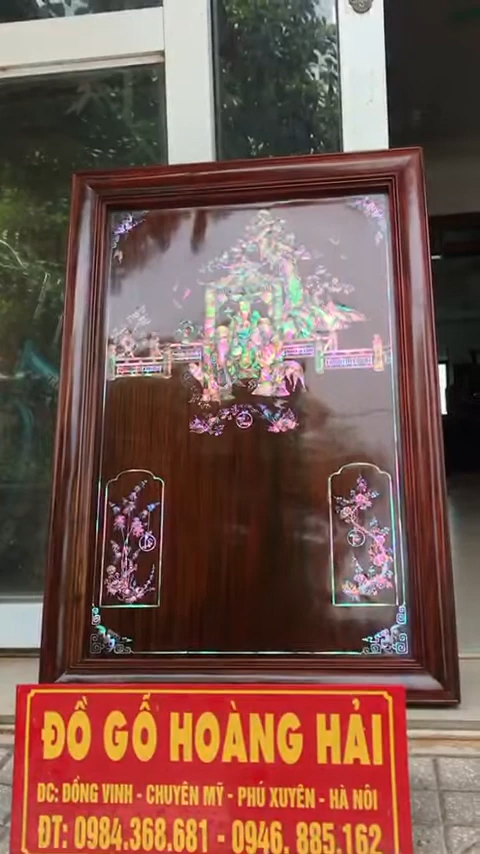 ĐỒ GỖ HOÀNG HẢI
ĐC: ĐỒNG VINH - CHUYÊN MỸ - PHÚ XUYÊN - HÀ NÔI
ĐT: 0984.368.681 - 0946. 885.162